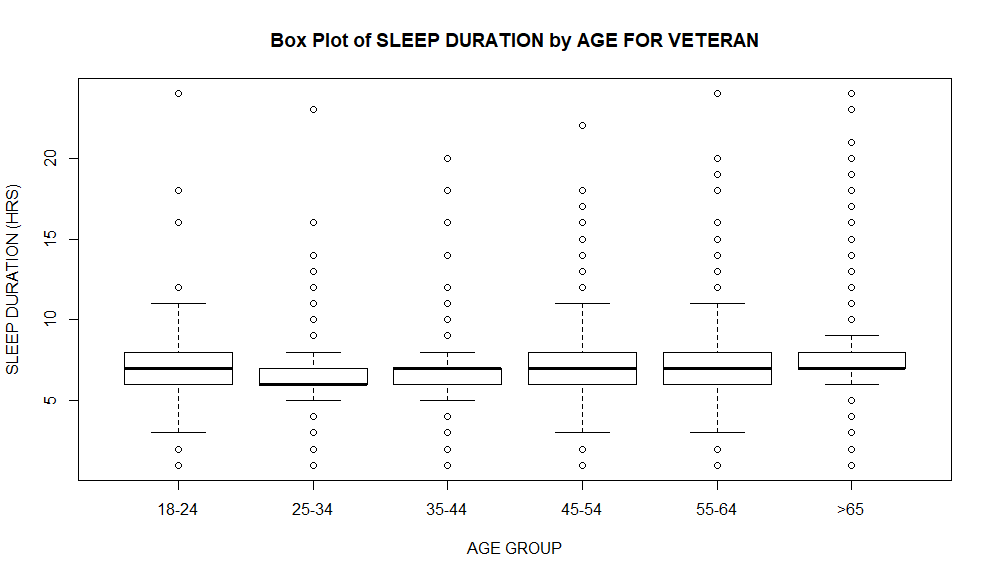 Box Plot of SLEEP DURATION by AGE FOR VETERAN
SLEEP DURATION (HRS)
20
15
10
5
18-24 25-34 35-44 45-54 55-64 >65
AGE GROUP